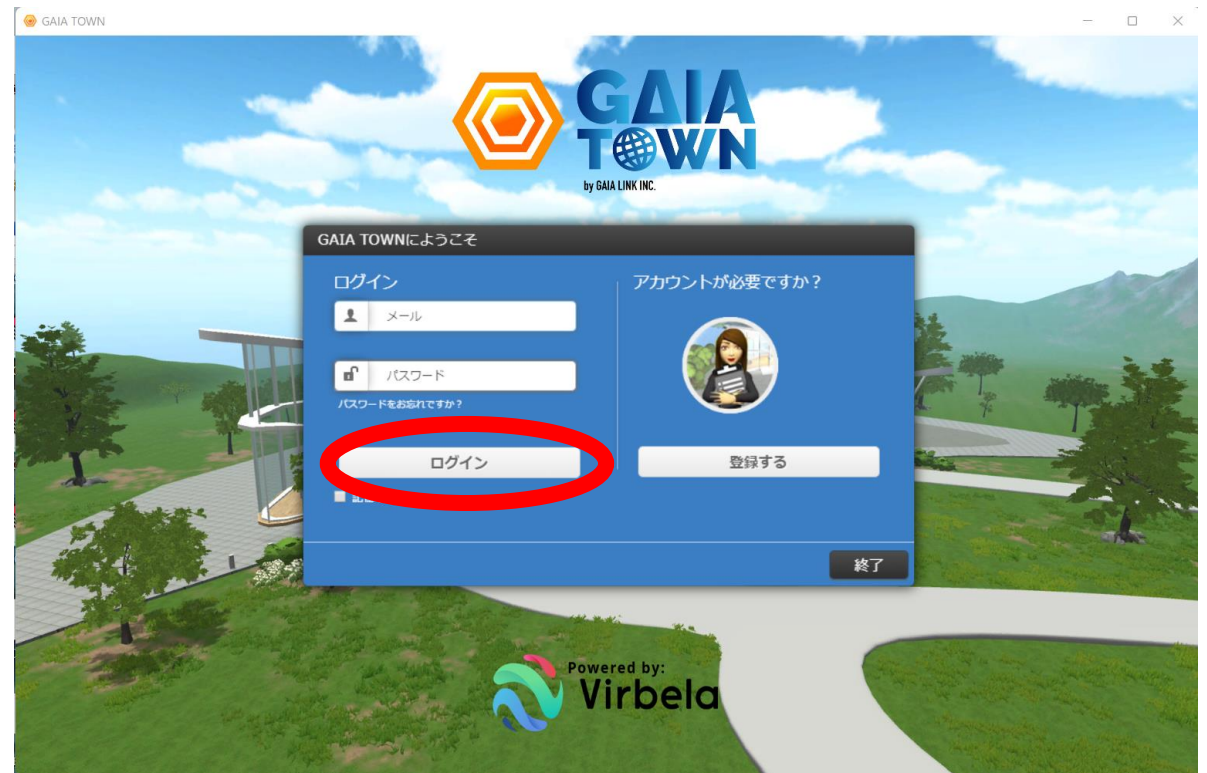 GAIA TOWN
GAIA
TOWN
by GAIA LINK INC.
GAIA TOWNにようこそ
ログイン
メール
パスワード
パスワードをお忘れですか？
ログイン
アカウントが必要ですか？
登録する
終了
Powered by:
Virbela